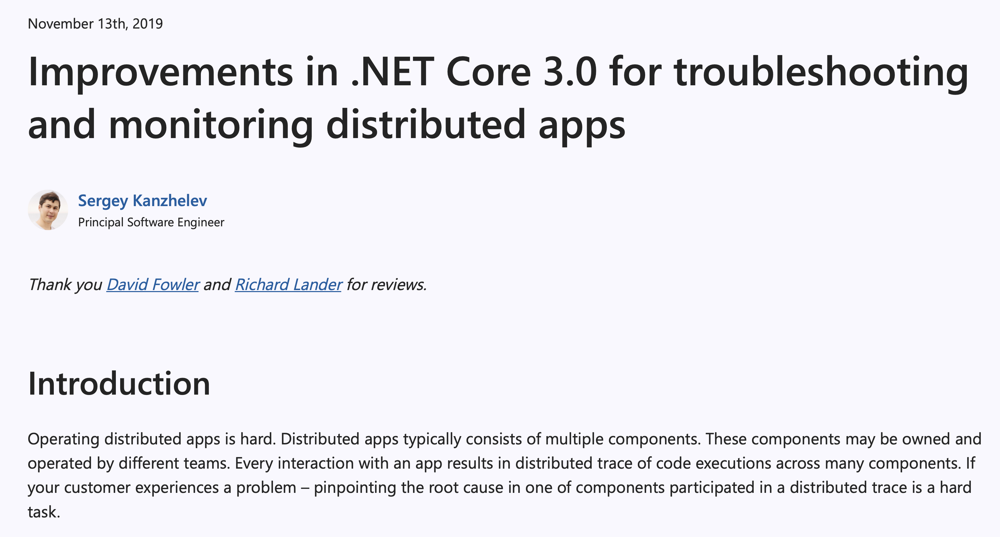 November 13th, 2019
Improvements in .NET Core 3.0 for troubleshooting
and monitoring distributed apps
Sergey Kanzhelev
Principal Software Engineer
Thank you David Fowler and Richard Lander for reviews.
Introduction
Operating distributed apps is hard. Distributed apps typically consists of multiple components. These components may be owned and
operated by different teams. Every interaction with an app results in distributed trace of code executions across many components. If
your customer experiences a problem – pinpointing the root cause in one of components participated in a distributed trace is a hard
task.